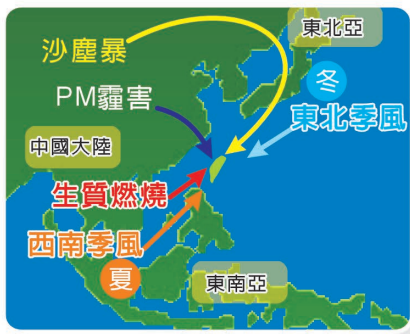 東北亞
沙塵暴
冬
PM霾害
東北季風
中國大陸
生質燃燒
西南季風
夏
東南亞